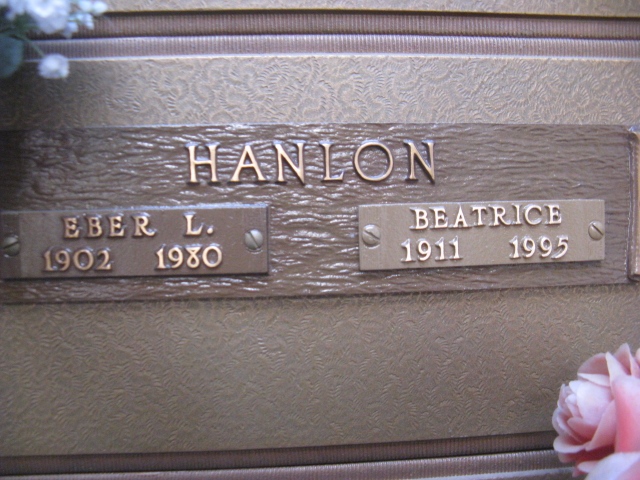 HANLON
EBER L.
1902 1980
BEATRICE
1911 1995